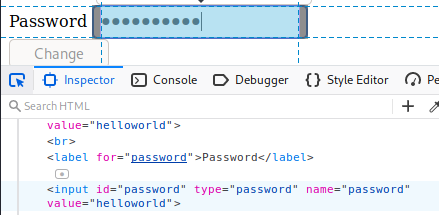 Password ●●●●●●●●●●
Change
Inspector Console Debugger Style Editor Pe
Search HTML
value="helloworld">
<br>
<label for="password">Password</label>
<input id="password" type="password" name="password"
value="helloworld">